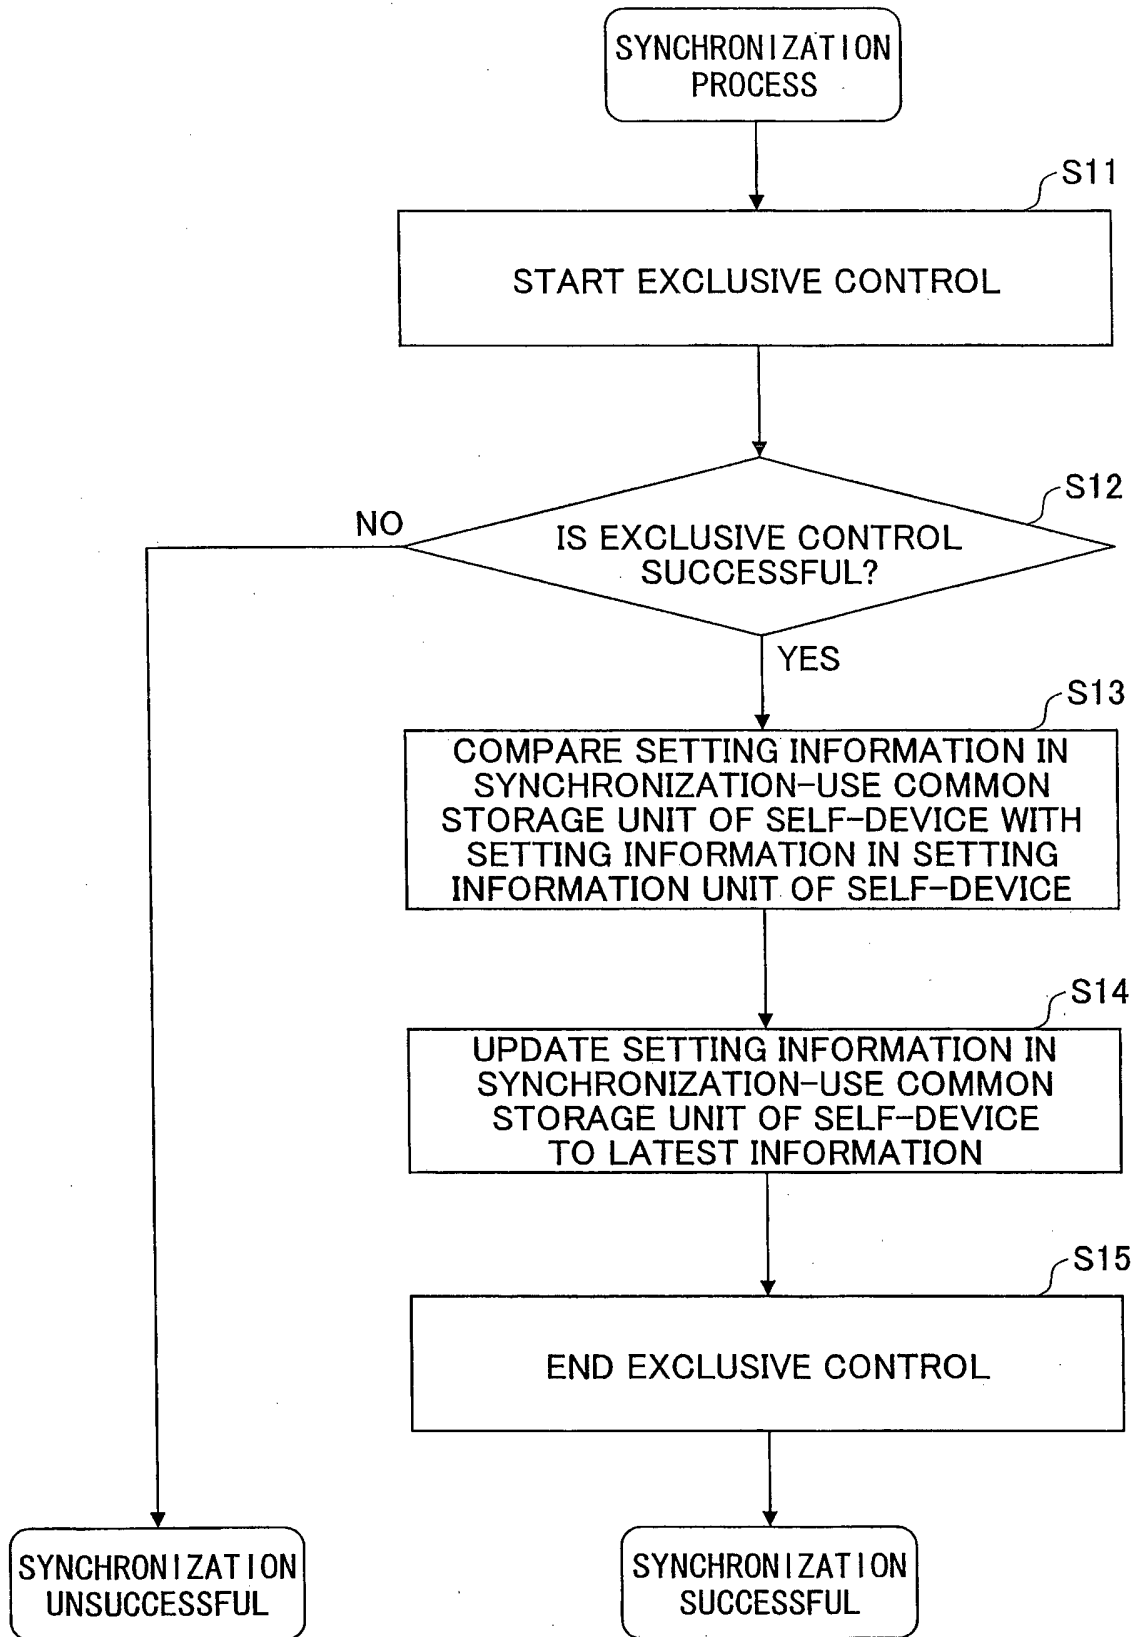 SYNCHRONIZATION
PROCESS
S11
START EXCLUSIVE CONTROL
S12
NO
IS EXCLUSIVE CONTROL
SUCCESSFUL?
YES
S13
COMPARE SETTING INFORMATION IN
SYNCHRONIZATION-USE COMMON
STORAGE UNIT OF SELF-DEVICE WITH
SETTING INFORMATION IN SETTING
INFORMATION UNIT OF SELF-DEVICE
S14
UPDATE SETTING INFORMATION IN
SYNCHRONIZATION-USE COMMON
STORAGE UNIT OF SELF-DEVICE
TO LATEST INFORMATION
S15
END EXCLUSIVE CONTROL
SYNCHRONIZATION
UNSUCCESSFUL
SYNCHRONIZATION
SUCCESSFUL